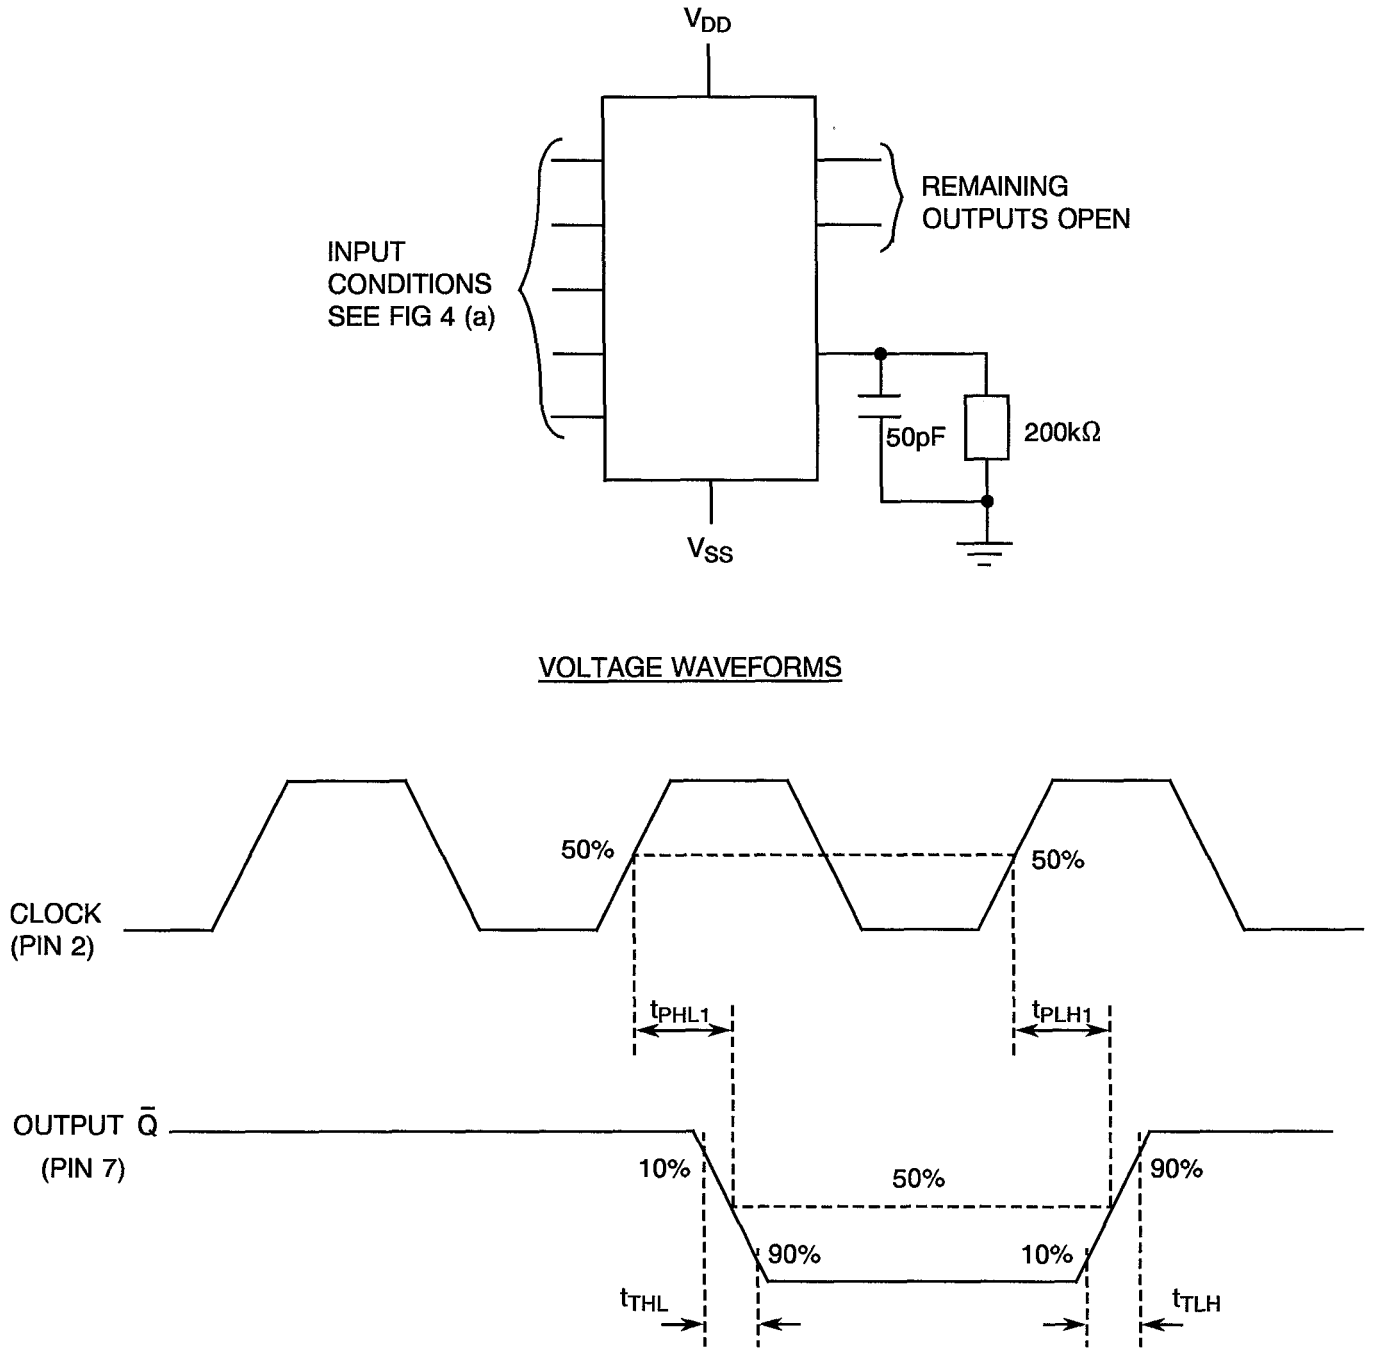 VDD
REMAINING
OUTPUTS OPEN
INPUT
CONDITIONS
SEE FIG 4 (a)
50pF
200kΩ
VSS
VOLTAGE WAVEFORMS
50%
50%
CLOCK
(PIN 2)
tPHL1
tPLH1
OUTPUT Q̄
(PIN 7)
10%
50%
90%
90%
10%
tTHL
tTLH